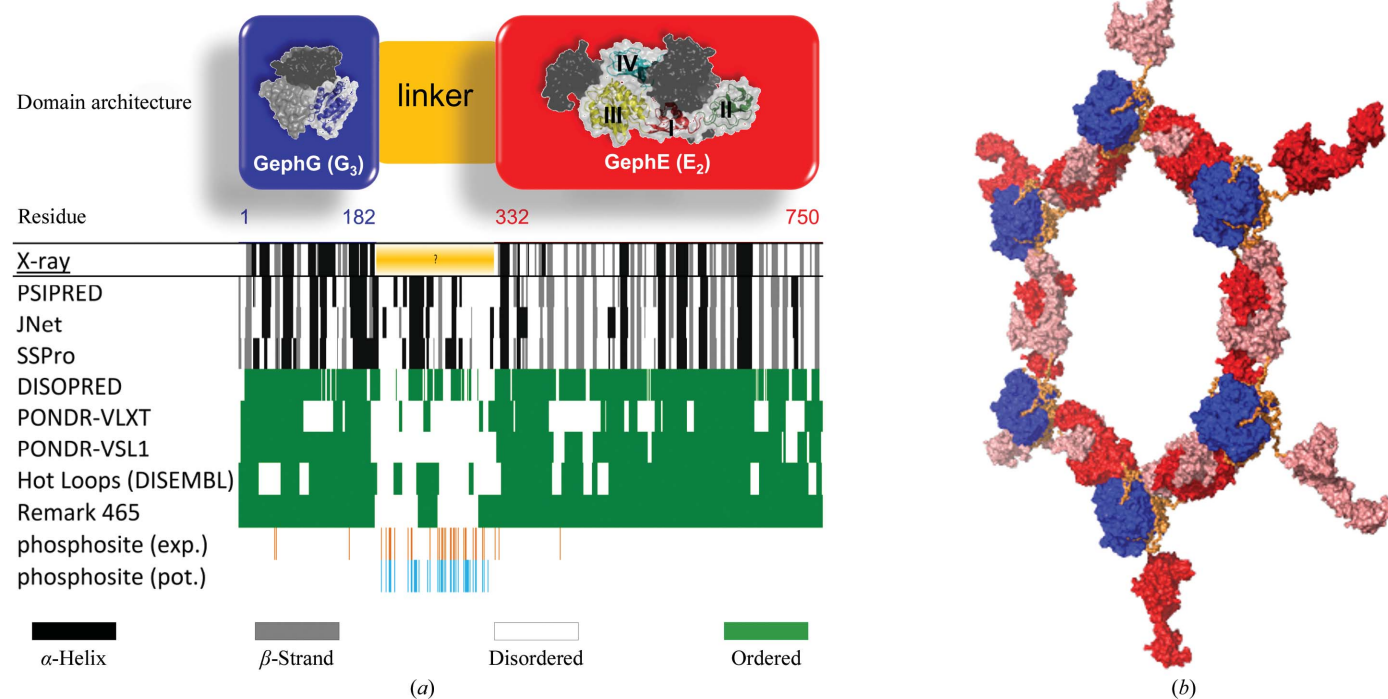 Domain architecture
GephG (G3)
linker
IV
III
I
II
GephE (E2)
Residue
1
182
332
750
X-ray
?
PSIPRED
JNet
SSPro
DISOPRED
PONDR-VLXT
PONDR-VSL1
Hot Loops (DISEMBL)
Remark 465
phosphosite (exp.)
phosphosite (pot.)
α-Helix
β-Strand
Disordered
Ordered
(a)
(b)